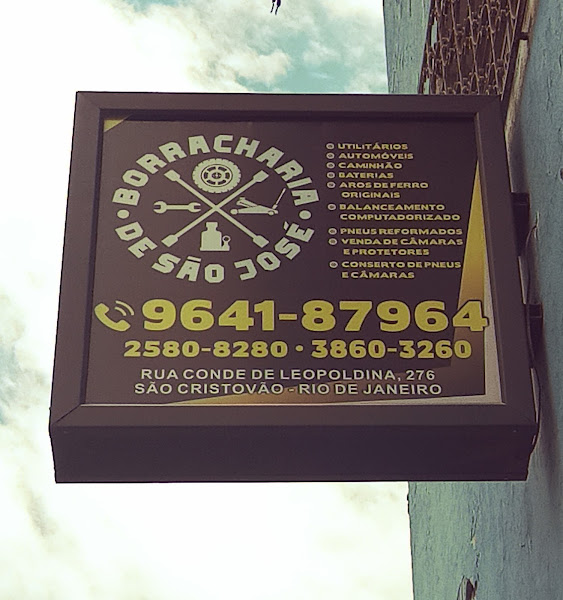 BORRACHARIA
DE SÃO JOSÉ
UTILITÁRIOS
AUTOMÓVEIS
CAMINHÃO
BATERIAS
AROS DE FERRO
ORIGINAIS
BALANCEAMENTO
COMPUTADORIZADO
PNEUS REFORMADOS
VENDA DE CÂMARAS
E PROTETORES
CONSERTO DE PNEUS
E CÂMARAS
9641-87964
2580-8280 • 3860-3260
RUA CONDE DE LEOPOLDINA, 276
SÃO CRISTOVÃO - RIO DE JANEIRO